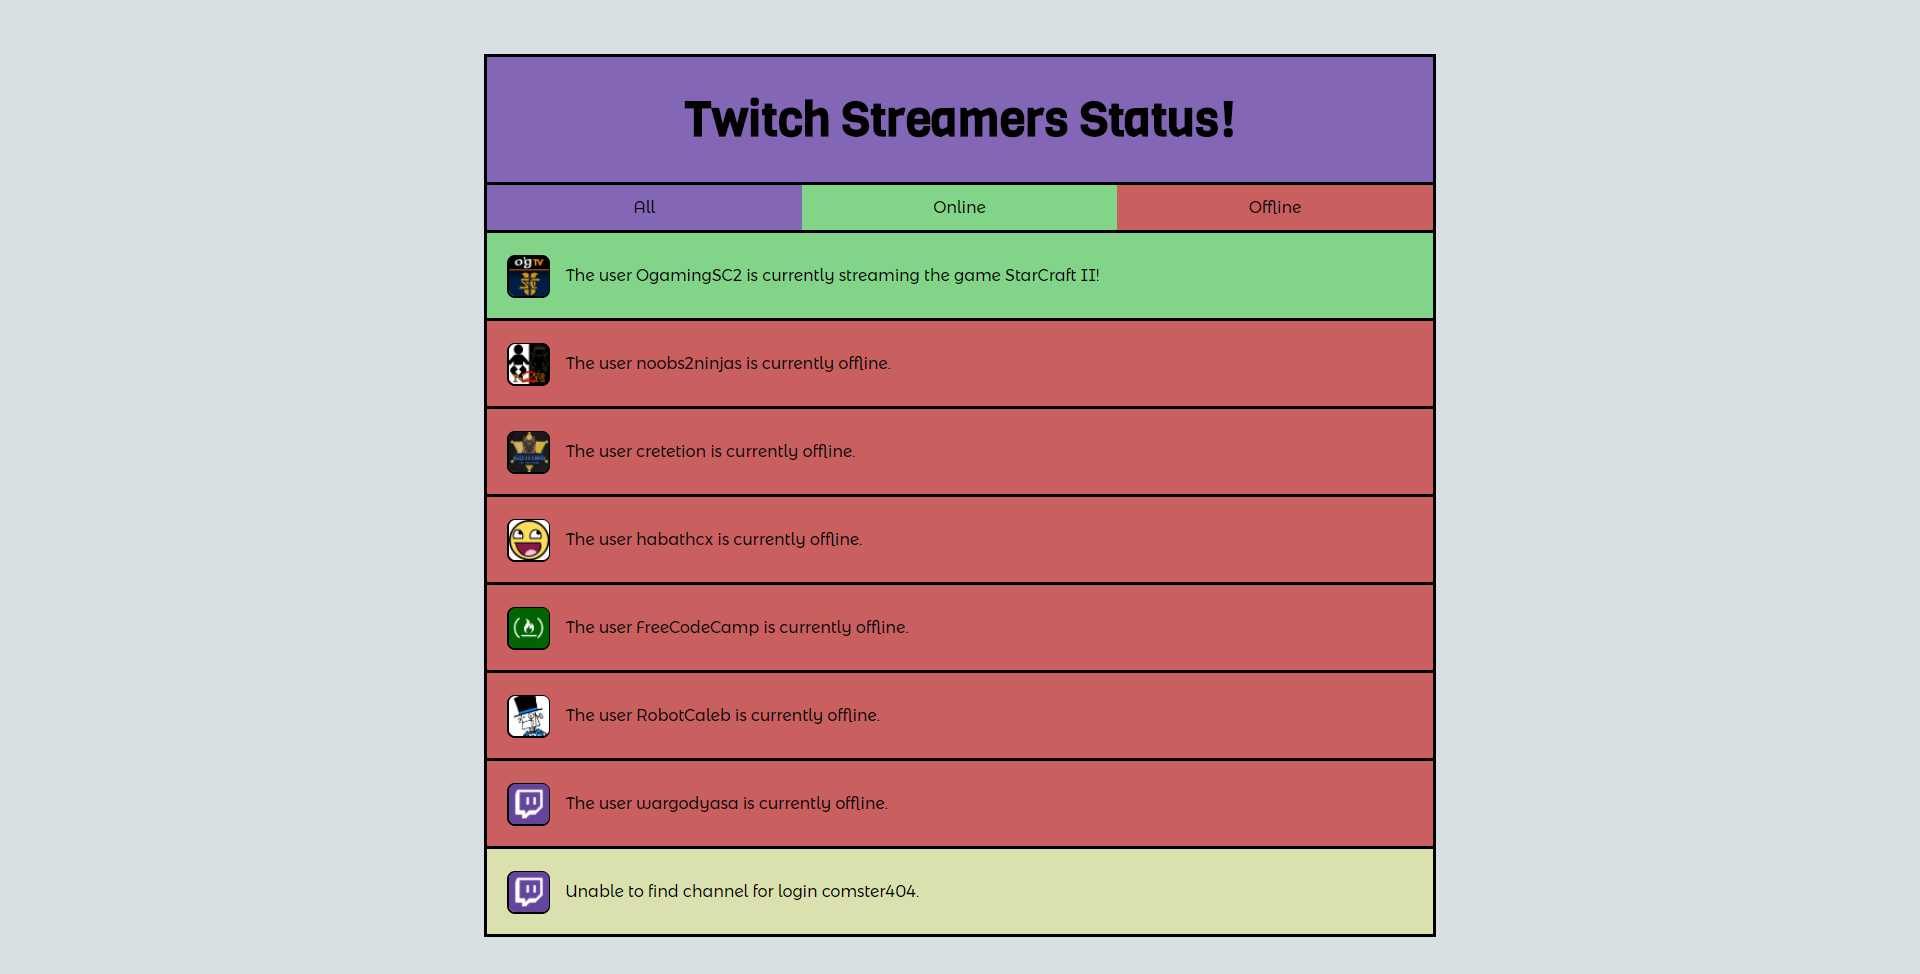 Twitch Streamers Status!
All
Online
Offline
o'g TV
The user OgamingSC2 is currently streaming the game StarCraft II!
The user noobs2ninjas is currently offline.
The user cretetion is currently offline.
The user habathcx is currently offline.
The user FreeCodeCamp is currently offline.
The user RobotCaleb is currently offline.
The user wargodyasa is currently offline.
Unable to find channel for login comster404.